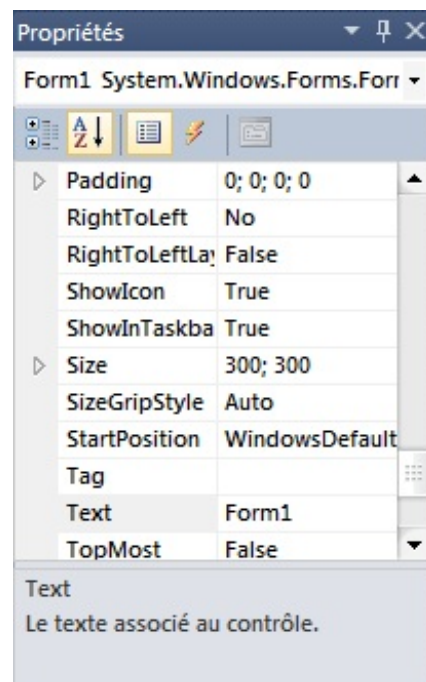 Propriétés
Form1 System.Windows.Forms.Forr
Padding 0; 0; 0; 0
RightToLeft No
RightToLeftLay False
ShowIcon True
ShowInTaskba True
Size 300; 300
SizeGripStyle Auto
StartPosition WindowsDefault
Tag
Text Form1
TopMost False
Text
Le texte associé au contrôle.